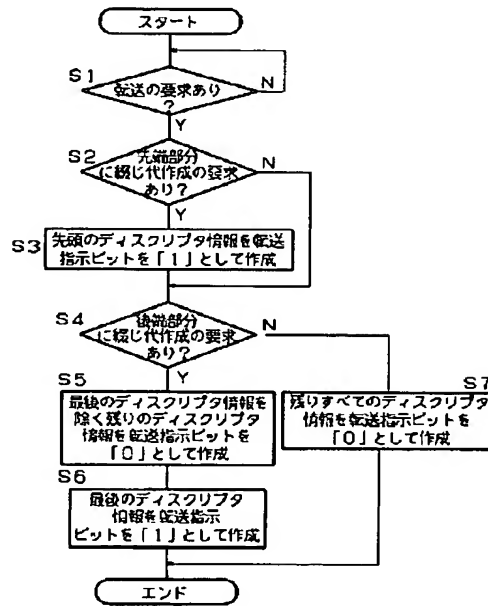 スタート
S1
転送の要求あり
?
N
Y
S2
先端部分
に綴じ代作成の要求
あり?
N
Y
S3
先頭のディスクリプタ情報を転送
指示ビットを「1」として作成
S4
後端部分
に綴じ代作成の要求
あり?
N
Y
S5
最後のディスクリプタ情報を
除く残りのディスクリプタ
情報を転送指示ビットを
「0」として作成
S7
残りすべてのディスクリプタ
情報を転送指示ビットを
「0」として作成
S6
最後のディスクリプタ
情報を転送指示
ビットを「1」として作成
エンド